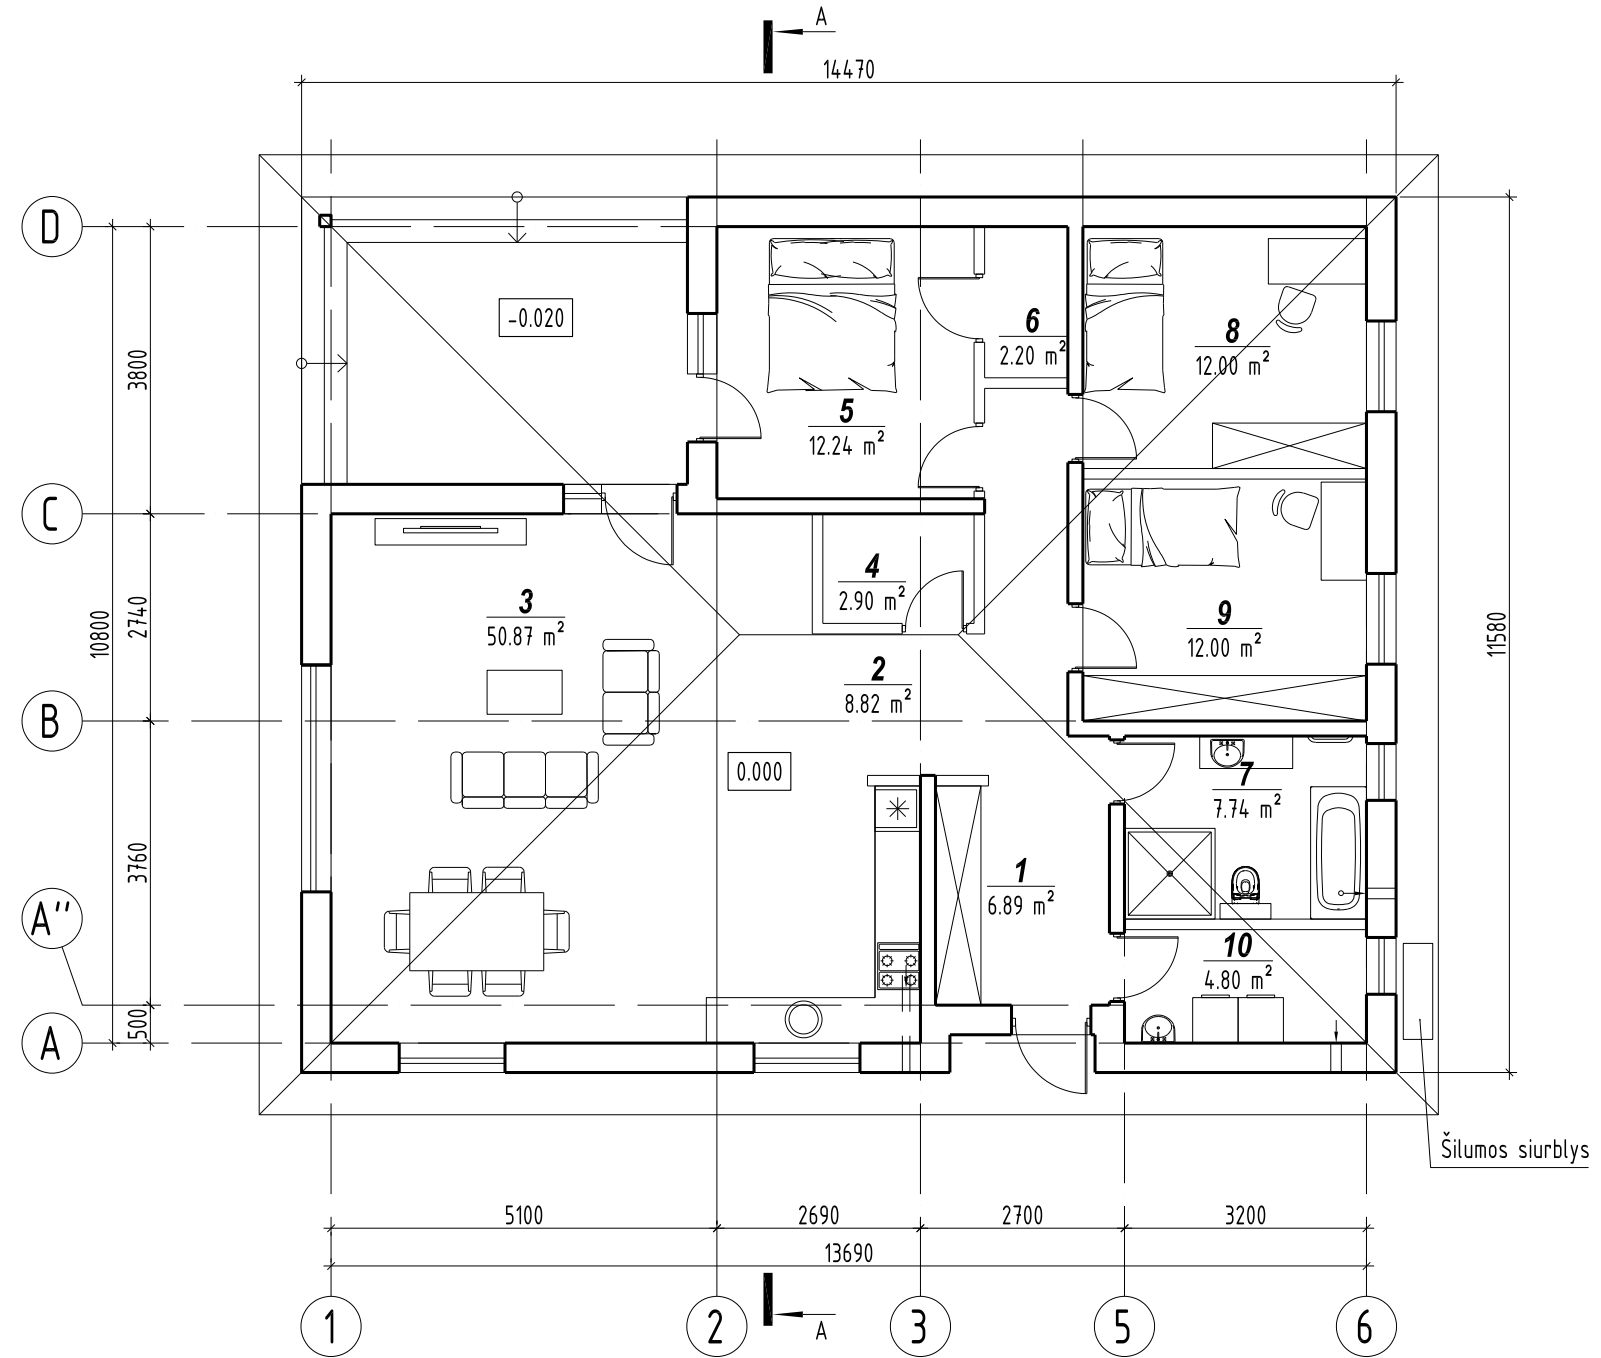 A
14470
D
-0.020
6
2.20 m²
8
12.00 m²
3800
5
12.24 m²
C
4
2.90 m²
3
50.87 m²
9
12.00 m²
2740
10800
11580
2
8.82 m²
B
0.000
7
7.74 m²
3760
1
6.89 m²
A''
10
4.80 m²
500
A
Šilumos siurblys
5100
2690
2700
3200
13690
1
2
3
5
6
A